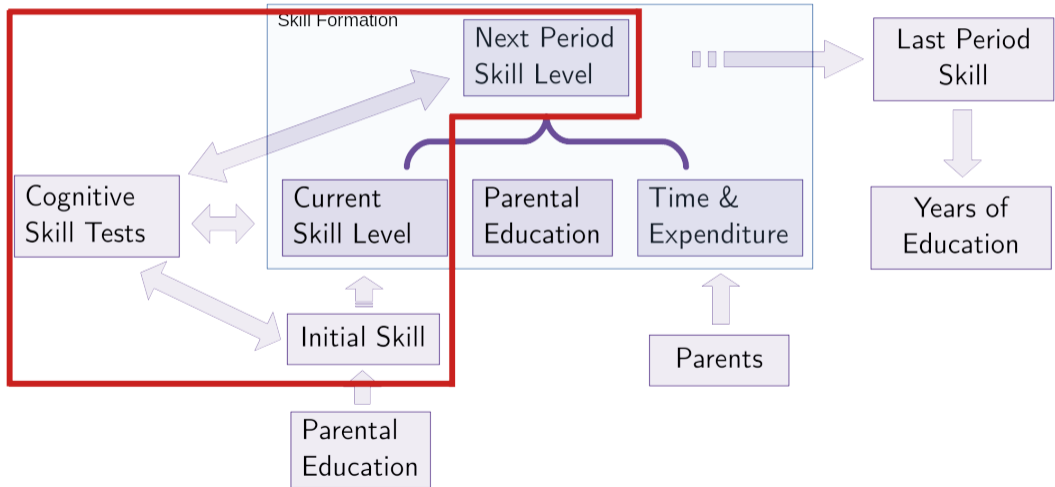 Skill Formation
Next Period
Skill Level
Last Period
Skill
Cognitive
Skill Tests
Current
Skill Level
Parental
Education
Time &
Expenditure
Years of
Education
Initial Skill
Parents
Parental
Education